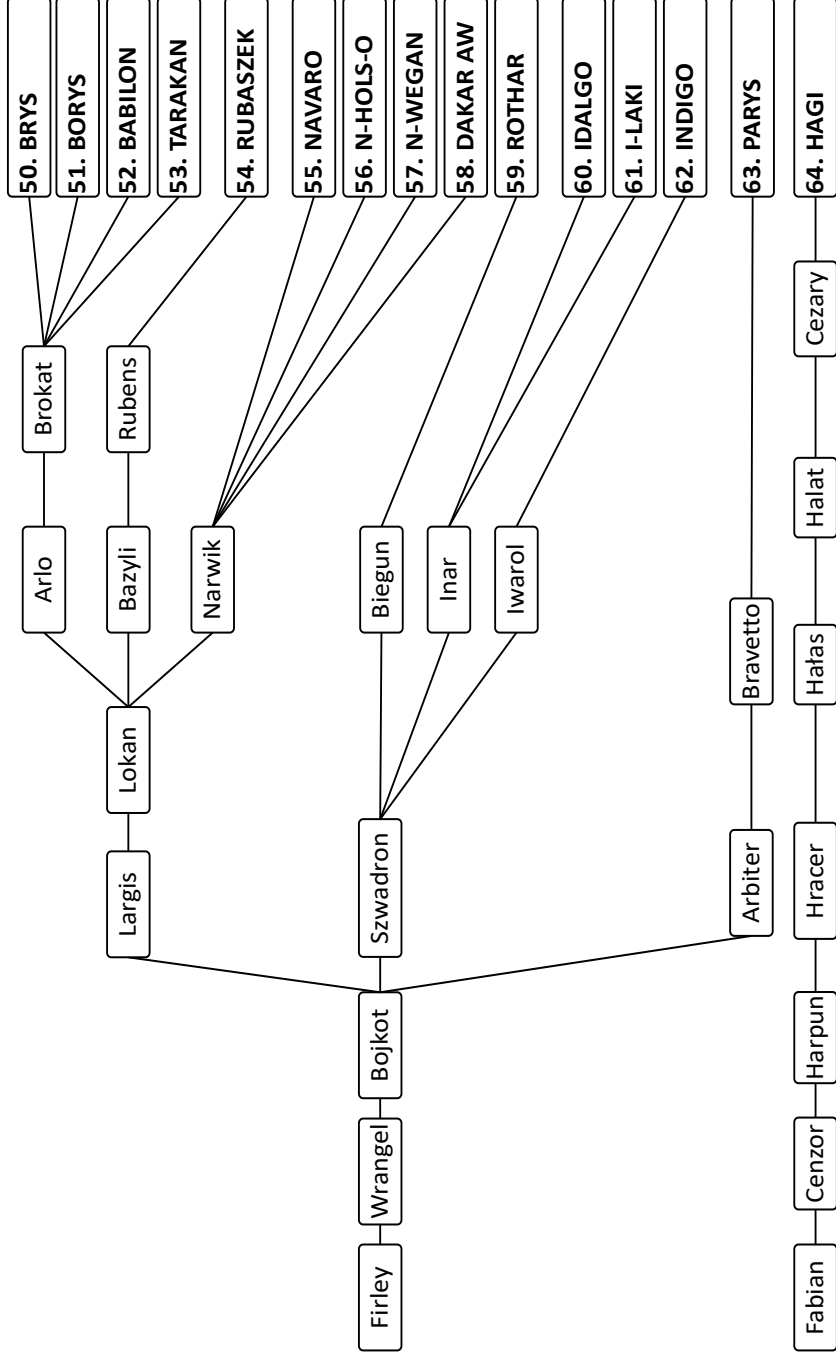 50. BRYS
51. BORYS
52. BABILON
53. TARAKAN
54. RUBASZEK
55. NAVARO
56. N-HOLS-O
57. N-WEGAN
58. DAKAR AW
59. ROTHAR
60. IDALGO
61. I-LAKI
62. INDIGO
63. PARYS
64. HAGI
Brokat
Rubens
Cezary
Halat
Arlo
Bazyli
Narwik
Biegun
Inar
Iwarol
Bravetto
Hałas
Lokan
Largis
Szwadron
Arbiter
Hracer
Bojkot
Harpun
Wrangel
Cenzor
Firley
Fabian